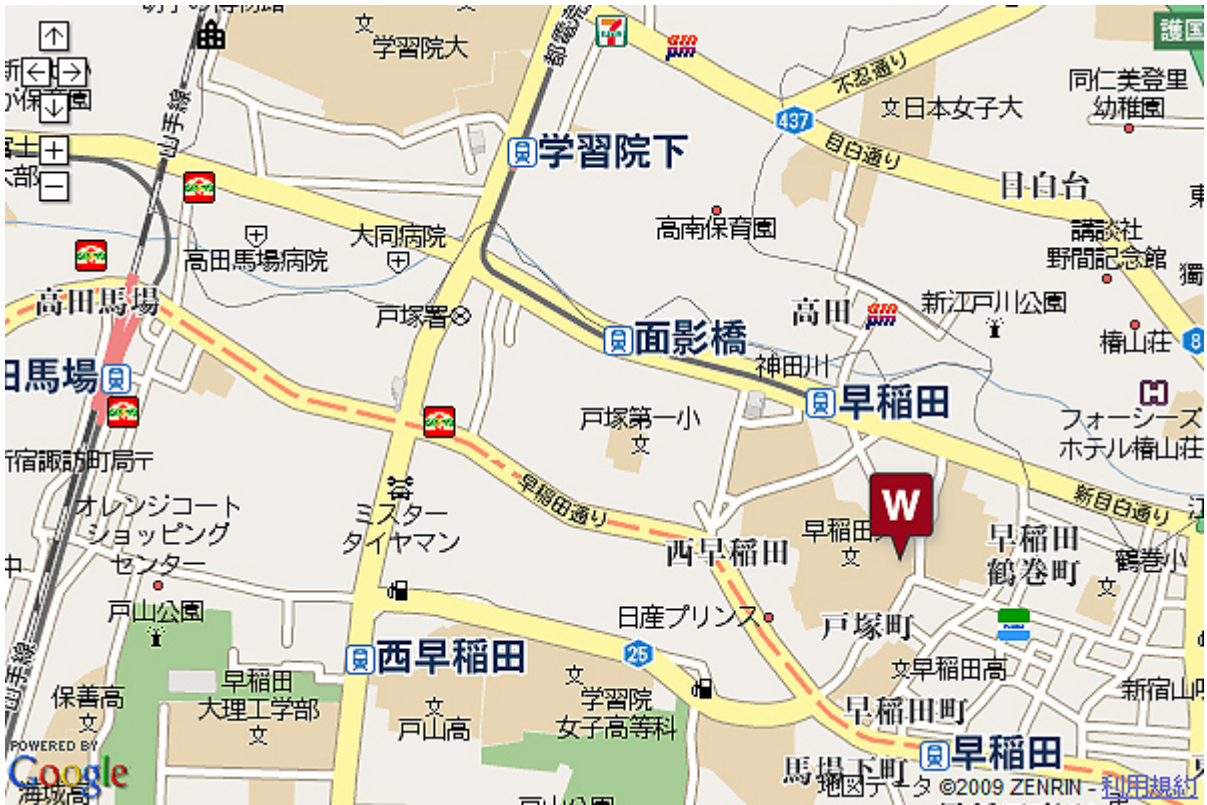 学習院大
都電荒
護国
不忍通り
同仁美登里
幼稚園
文日本女子大
437
目白通り
山手線
学習院下
目白台
高南保育園
講談社
野間記念館
大同病院
高田馬場病院
高田馬場
戸塚署
高田
新江戸川公園
椿山荘
8
面影橋
神田川
田馬場
早稲田
戸塚第一小
フォーシーズ
ホテル椿山荘
宿諏訪町局
早稲田通り
新目白通り
W
オレンジコート
ショッピング
センター
ミスター
タイヤマン
西早稲田
早稲田
早稲田
鶴巻町
鶴巻小
中
戸山公園
日産プリンス
戸塚町
西早稲田
25
早稲田高
山手線
保善高
早稲田
大理工学部
戸山高
学習院
女子高等科
早稲田町
新宿山吹
POWERED BY
Google
早稲田
馬場下町
地図データ ©2009 ZENRIN - 利用規約
海城高
戸山公園